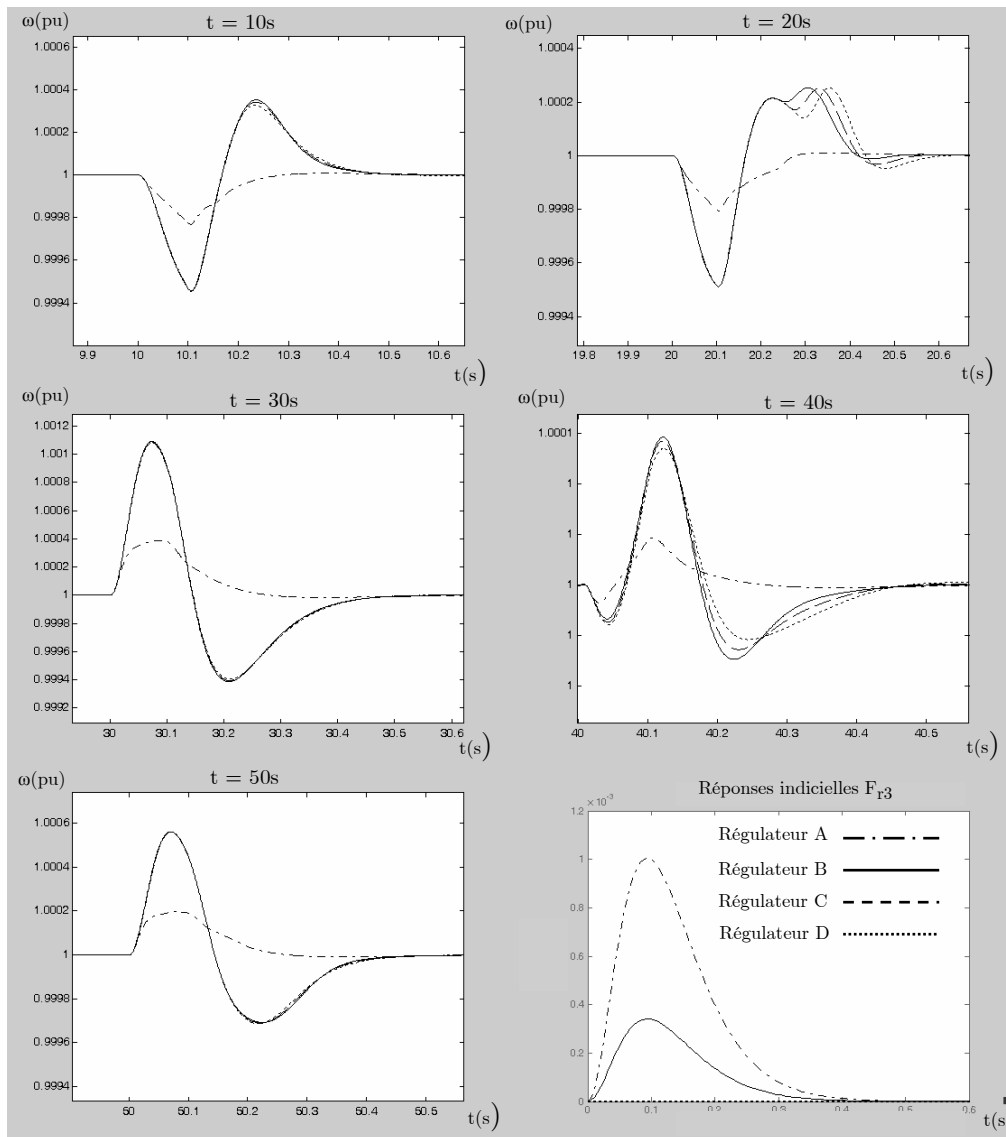 ω(pu)
t = 10s
1.0006
1.0004
1.0002
1
0.9998
0.9996
0.9994
9.9 10 10.1 10.2 10.3 10.4 10.5 10.6
t(s)
ω(pu)
t = 20s
1.0004
1.0002
1
0.9998
0.9996
0.9994
19.8 19.9 20 20.1 20.2 20.3 20.4 20.5 20.6
t(s)
ω(pu)
t = 30s
1.0012
1.001
1.0008
1.0006
1.0004
1.0002
1
0.9998
0.9996
0.9994
0.9992
30 30.1 30.2 30.3 30.4 30.5 30.6
t(s)
ω(pu)
t = 40s
1.0001
1
1
1
1
1
40 40.1 40.2 40.3 40.4 40.5
t(s)
ω(pu)
t = 50s
1.0006
1.0004
1.0002
1
0.9998
0.9996
0.9994
50 50.1 50.2 50.3 50.4 50.5
t(s)
Réponses indicielles Fr3
x 10⁻³
1.2
1
0.8
0.6
0.4
0.2
0
Régulateur A
Régulateur B
Régulateur C
Régulateur D
0 0.1 0.2 0.3 0.4 0.5 0.6
t(s